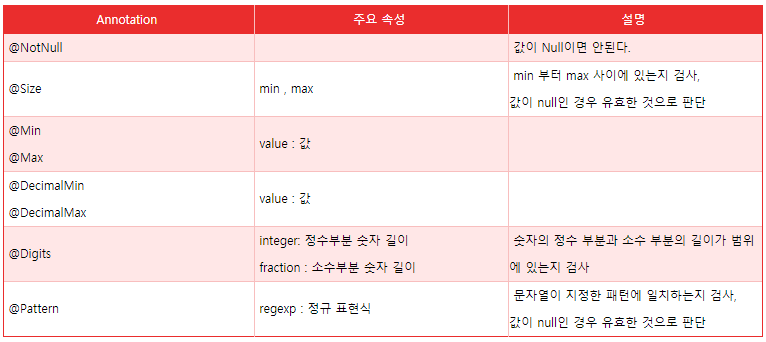 Annotation 주요 속성 설명
@NotNull 값이 Null이면 안된다.
@Size min , max min 부터 max 사이에 있는지 검사,
값이 null인 경우 유효한 것으로 판단
@Min
@Max
value : 값
@DecimalMin
@DecimalMax
value : 값
@Digits
integer: 정수부분 숫자 길이
fraction : 소수부분 숫자 길이
숫자의 정수 부분과 소수 부분의 길이가 범위
에 있는지 검사
@Pattern regexp : 정규 표현식 문자열이 지정한 패턴에 일치하는지 검사,
값이 null인 경우 유효한 것으로 판단